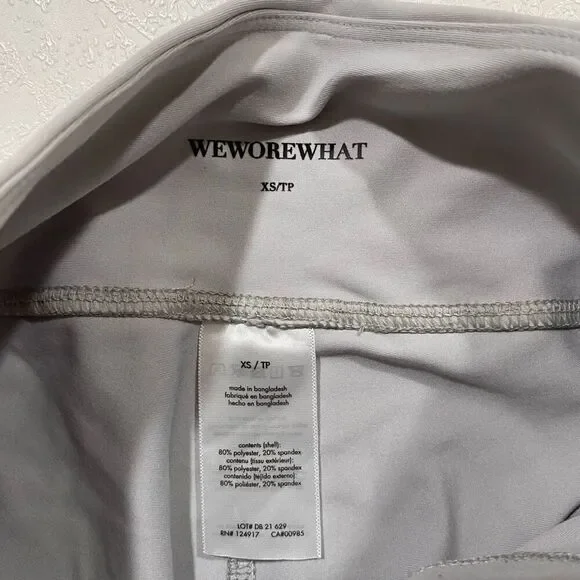 WEWOREWHAT
XS/TP
XS / TP
made in bangladesh
fabriqué en bangladesh
hecho en bangladesh
contents (shell):
80% polyester, 20% spandex
contenu (tissu extérieur):
80% polyester, 20% spandex
contenido (tejido externo):
80% poliéster, 20% spandex
LOT# DB 21 629
RN# 124917 CA#00985